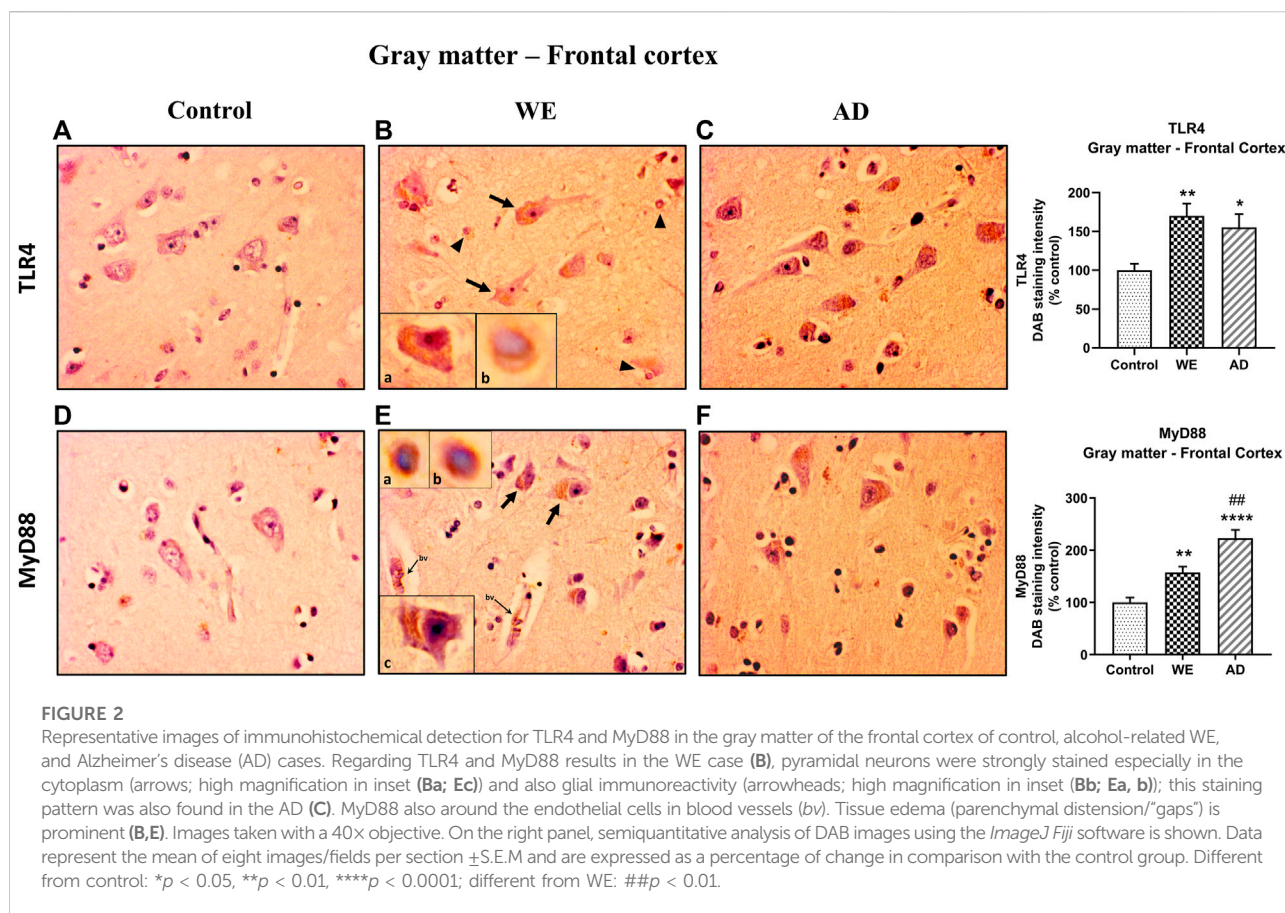 Gray matter – Frontal cortex
Control
WE
AD
A
B
C
TLR4
a
b
TLR4
Gray matter - Frontal Cortex
TLR4
DAB staining intensity
(% control)
200
150
100
50
0
**
*
Control
WE
AD
D
E
F
MyD88
a
b
bv
bv
c
MyD88
Gray matter - Frontal Cortex
MyD88
DAB staining intensity
(% control)
300
200
100
0
**
##
****
Control
WE
AD
FIGURE 2
Representative images of immunohistochemical detection for TLR4 and MyD88 in the gray matter of the frontal cortex of control, alcohol-related WE,
and Alzheimer's disease (AD) cases. Regarding TLR4 and MyD88 results in the WE case (B), pyramidal neurons were strongly stained especially in the
cytoplasm (arrows; high magnification in inset (Ba; Ec)) and also glial immunoreactivity (arrowheads; high magnification in inset (Bb; Ea, b)); this staining
pattern was also found in the AD (C). MyD88 also around the endothelial cells in blood vessels (bv). Tissue edema (parenchymal distension/“gaps”) is
prominent (B,E). Images taken with a 40× objective. On the right panel, semiquantitative analysis of DAB images using the ImageJ Fiji software is shown. Data
represent the mean of eight images/fields per section ±S.E.M and are expressed as a percentage of change in comparison with the control group. Different
from control: *p < 0.05, **p < 0.01, ****p < 0.0001; different from WE: ##p < 0.01.